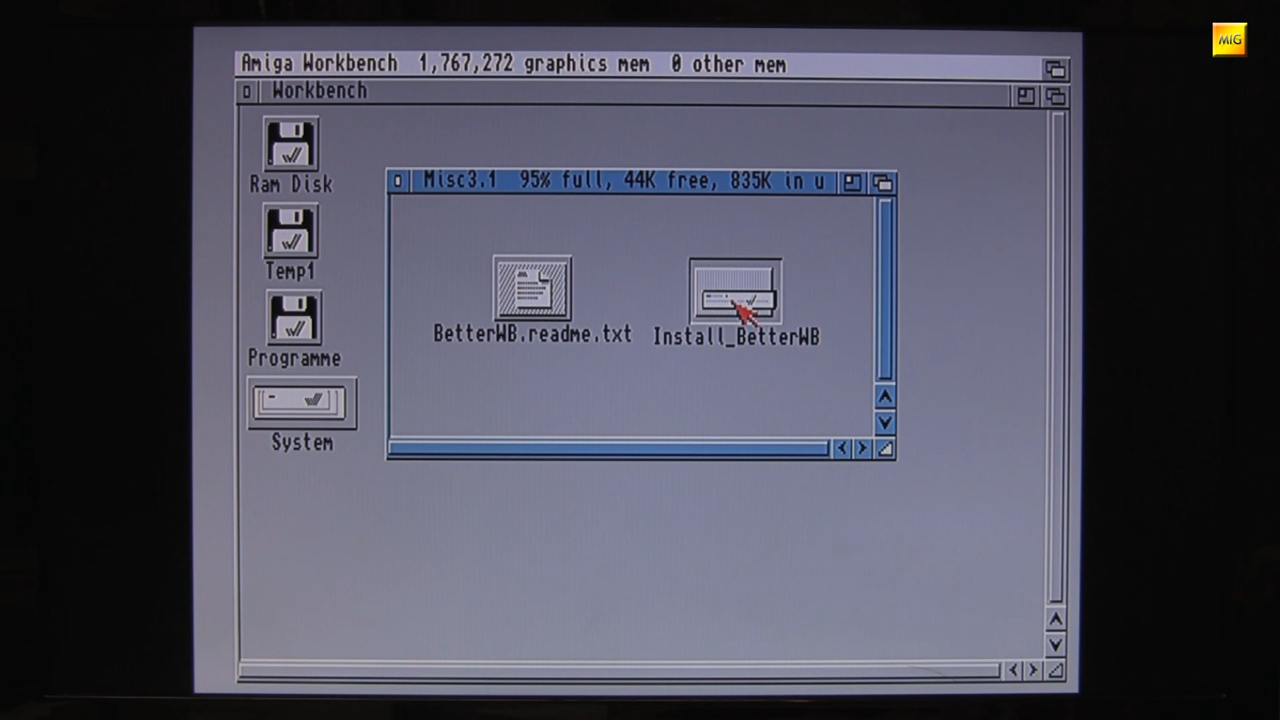 MIG
Amiga Workbench 1,767,272 graphics mem 0 other mem
Workbench
Ram Disk
Temp1
Programme
System
Misc3.1 95% full, 44K free, 835K in u
BetterWB.readme.txt
Install_BetterWB